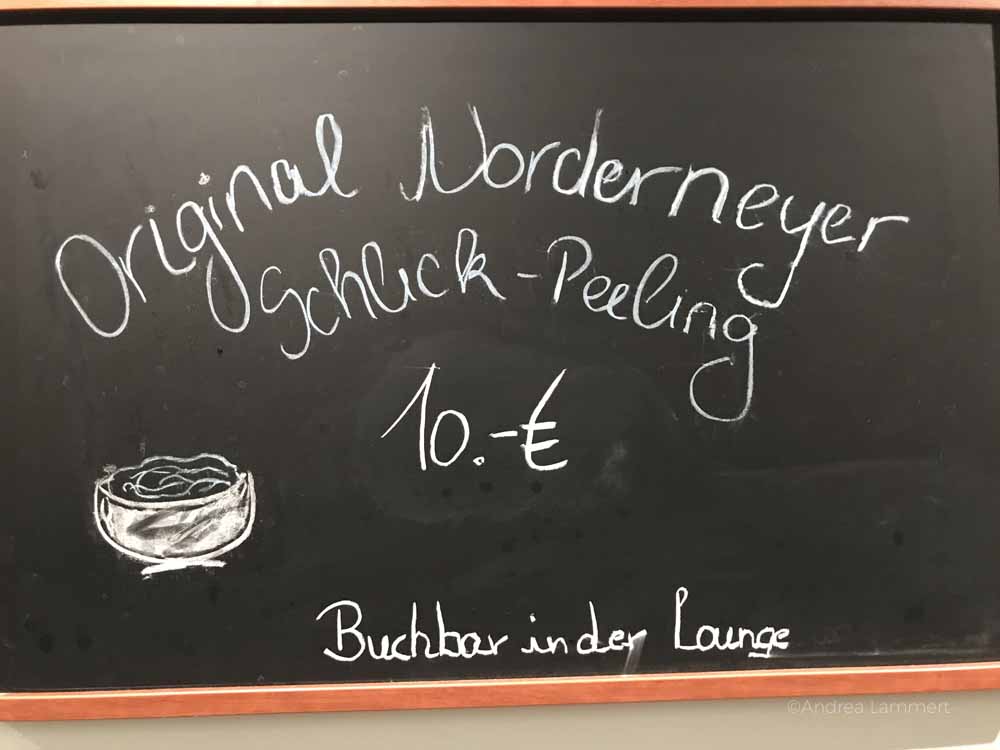 Original Norderneyer
Schlick-Peeling
10.-€
Buchbar in der Lounge
©Andrea Lammert